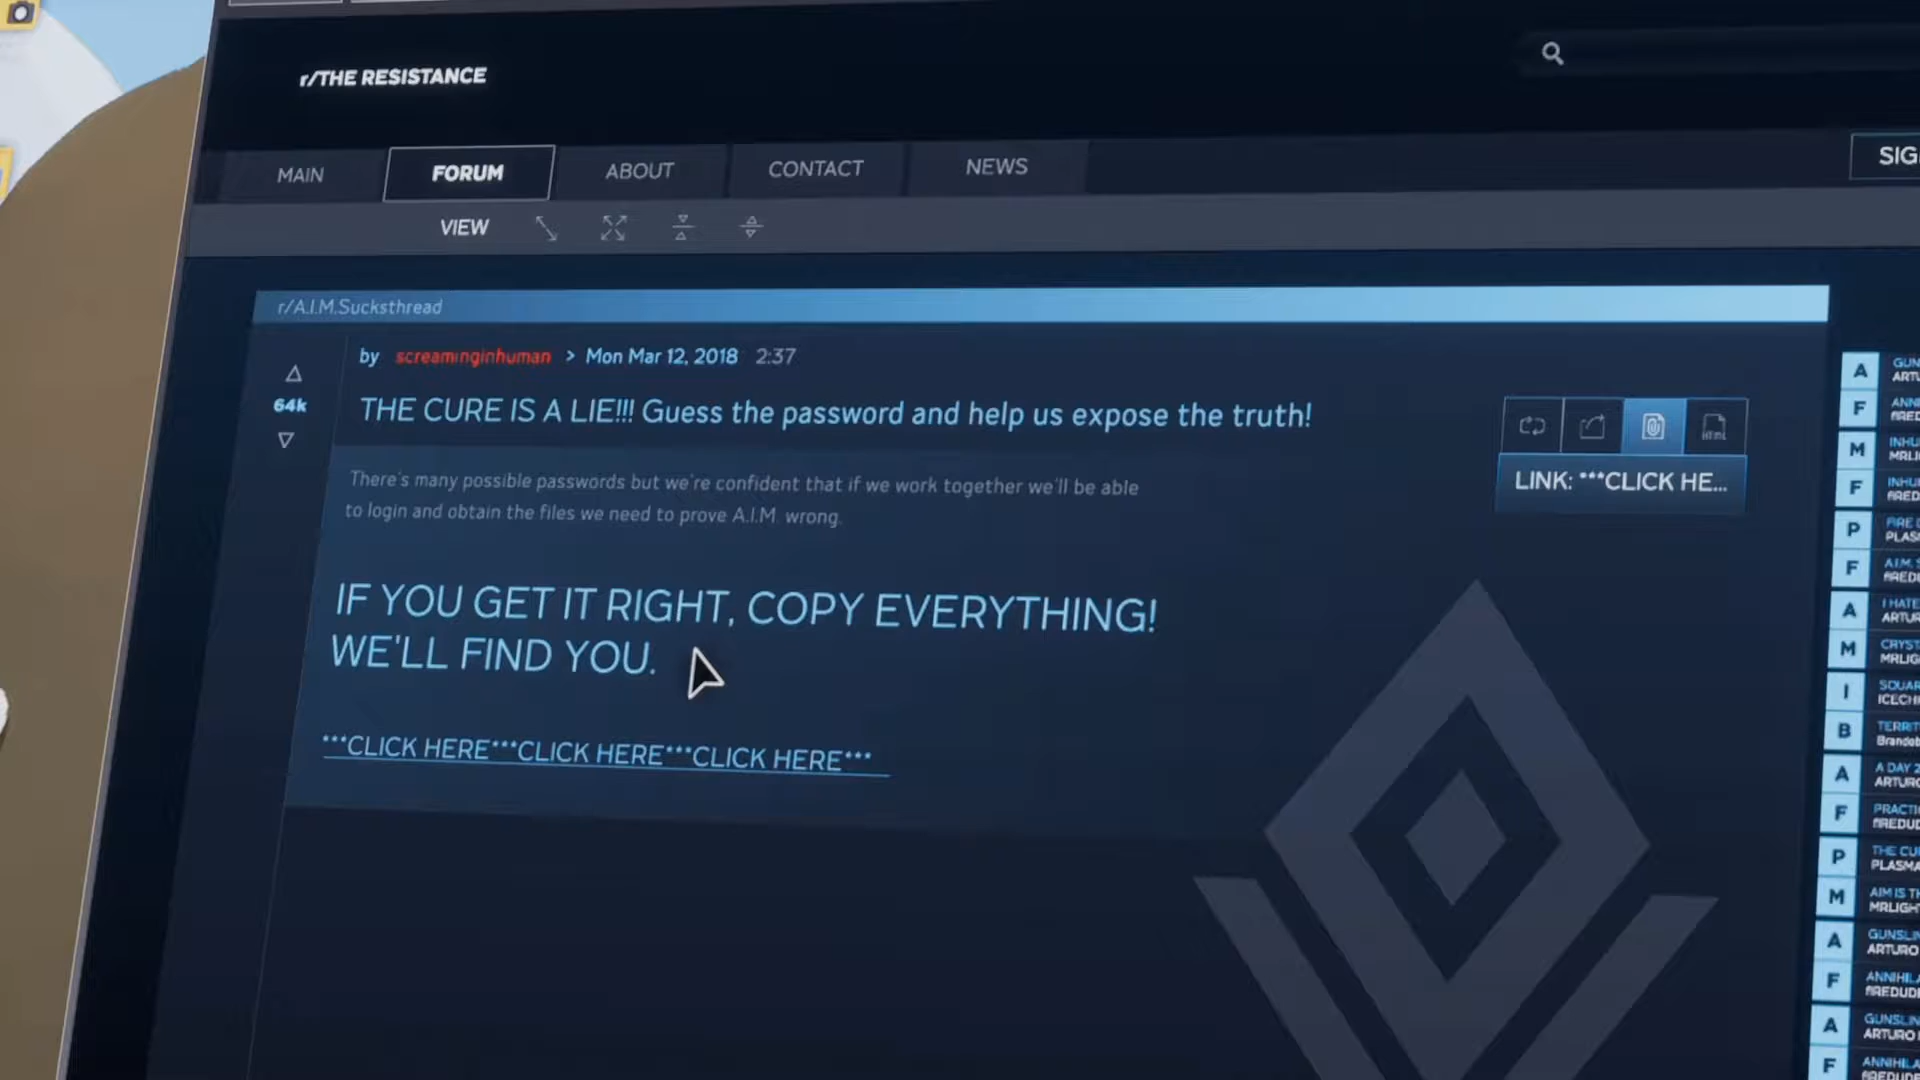 r/THE RESISTANCE
MAIN
FORUM
ABOUT
CONTACT
NEWS
VIEW
r/A.I.M.Sucksthread
by screaminginhuman > Mon Mar 12, 2018 2:37
64k
THE CURE IS A LIE!!! Guess the password and help us expose the truth!
There's many possible passwords but we're confident that if we work together we'll be able
to login and obtain the files we need to prove A.I.M. wrong.
HTML
LINK: ***CLICK HE...
IF YOU GET IT RIGHT, COPY EVERYTHING!
WE'LL FIND YOU.
***CLICK HERE***CLICK HERE***CLICK HERE***
A
F
M
F
P
F
A
M
I
B
A
F
P
M
A
F
A
F